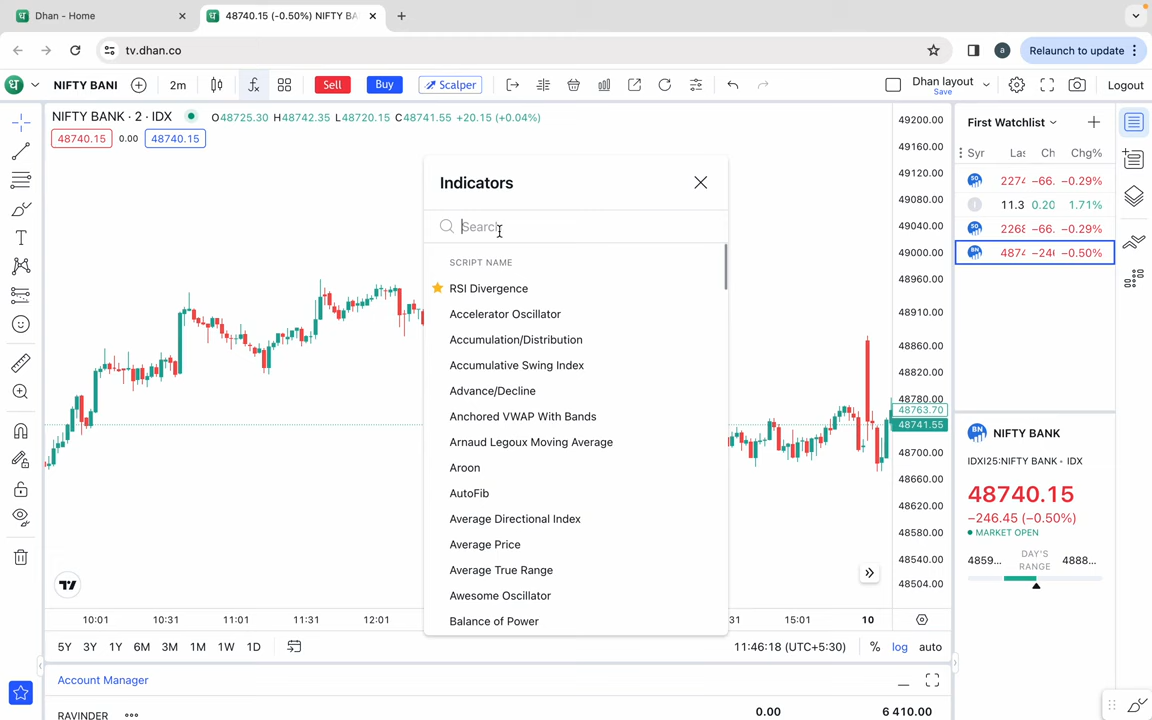 Dhan - Home
48740.15 (-0.50%) NIFTY BA
tv.dhan.co
a
Relaunch to update
NIFTY BANI
2m
Sell
Buy
Scalper
Dhan layout
Save
Logout
NIFTY BANK · 2 · IDX
O48725.30 H48742.35 L48720.15 C48741.55 +20.15 (+0.04%)
48740.15
0.00
48740.15
Indicators
Search
SCRIPT NAME
RSI Divergence
Accelerator Oscillator
Accumulation/Distribution
Accumulative Swing Index
Advance/Decline
Anchored VWAP With Bands
Arnaud Legoux Moving Average
Aroon
AutoFib
Average Directional Index
Average Price
Average True Range
Awesome Oscillator
Balance of Power
49200.00
49160.00
49120.00
49080.00
49040.00
49000.00
48960.00
48910.00
48860.00
48820.00
48780.00
48763.70
48741.55
48700.00
48660.00
48620.00
48580.00
48540.00
48504.00
First Watchlist
Syr Las Ch Chg%
2274 −66. −0.29%
11.3 0.20 1.71%
2268 −66. −0.29%
4874 −246 −0.50%
NIFTY BANK
IDXI25:NIFTY BANK • IDX
48740.15
−246.45 (−0.50%)
MARKET OPEN
4859... DAY'S RANGE 4888...
10:01 10:31 11:01 11:31 12:01 :31 15:01 10
5Y 3Y 1Y 6M 3M 1M 1W 1D
11:46:18 (UTC+5:30)
% log auto
Account Manager
RAVINDER
0.00
6 410.00